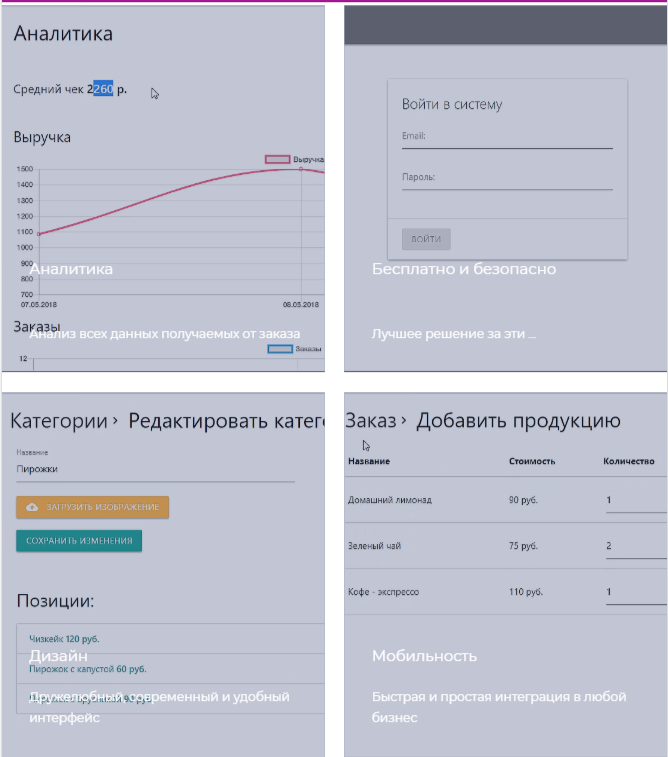 Аналитика
Средний чек 2260 р.
Выручка
Выручка
1500
1400
1300
1200
1100
1000
900
800
700
07.05.2018
08.05.2018
Аналитика
Заказы
Анализ всех данных получаемых от заказа
Заказы
12
Войти в систему
Email:
Пароль:
ВОЙТИ
Бесплатно и безопасно
Лучшее решение за эти ...
Категории › Редактировать катег
Название
Пирожки
ЗАГРУЗИТЬ ИЗОБРАЖЕНИЕ
СОХРАНИТЬ ИЗМЕНЕНИЯ
Позиции:
Чизкейк 120 руб.
Дизайн
Пирожок с капустой 60 руб.
Дружелюбный, современный и удобный
интерфейс
Заказ › Добавить продукцию
Название Стоимость Количество
Домашний лимонад 90 руб. 1
Зеленый чай 75 руб. 2
Кофе - экспрессо 110 руб. 1
Мобильность
Быстрая и простая интеграция в любой
бизнес